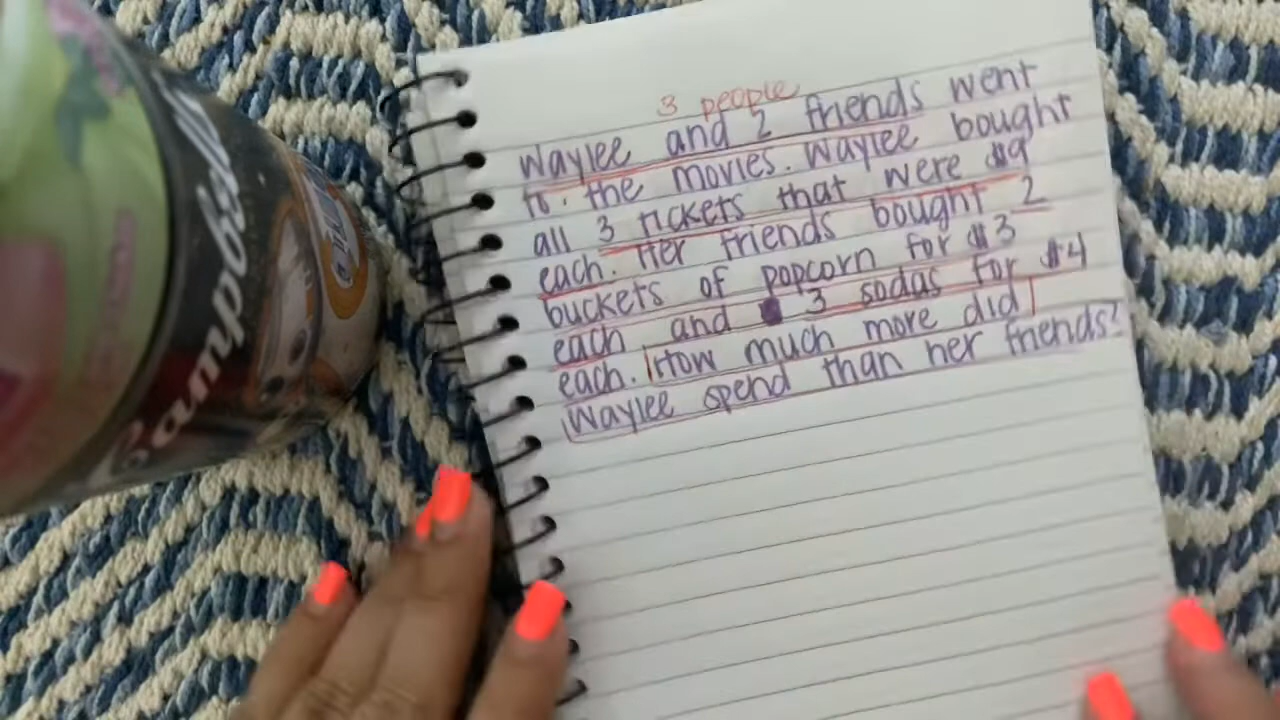 3 people
Waylee and 2 friends went
to the movies. Waylee bought
all 3 tickets that were $9
each. Her friends bought 2
buckets of popcorn for $3
each and 3 sodas for $4
each. How much more did
Waylee spend than her friends?